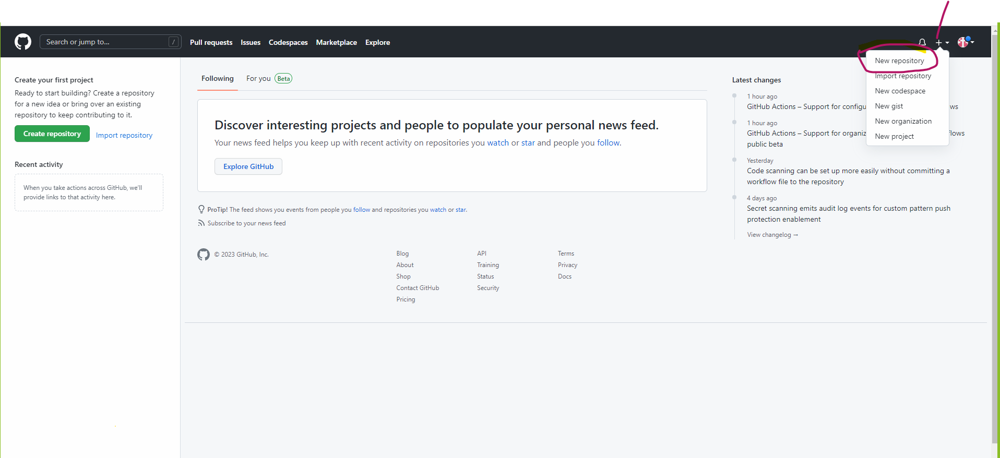 Search or jump to... /
Pull requests Issues Codespaces Marketplace Explore
New repository
Import repository
New codespace
New gist
New organization
New project
Create your first project
Ready to start building? Create a repository
for a new idea or bring over an existing
repository to keep contributing to it.
Create repository Import repository
Recent activity
When you take actions across GitHub, we'll
provide links to that activity here.
Following For you Beta
Discover interesting projects and people to populate your personal news feed.
Your news feed helps you keep up with recent activity on repositories you watch or star and people you follow.
Explore GitHub
ProTip! The feed shows you events from people you follow and repositories you watch or star.
Subscribe to your news feed
Latest changes
1 hour ago
GitHub Actions – Support for configu ws
1 hour ago
GitHub Actions – Support for organiz flows
public beta
Yesterday
Code scanning can be set up more easily without committing a
workflow file to the repository
4 days ago
Secret scanning emits audit log events for custom pattern push
protection enablement
View changelog →
© 2023 GitHub, Inc.
Blog
About
Shop
Contact GitHub
Pricing
API
Training
Status
Security
Terms
Privacy
Docs